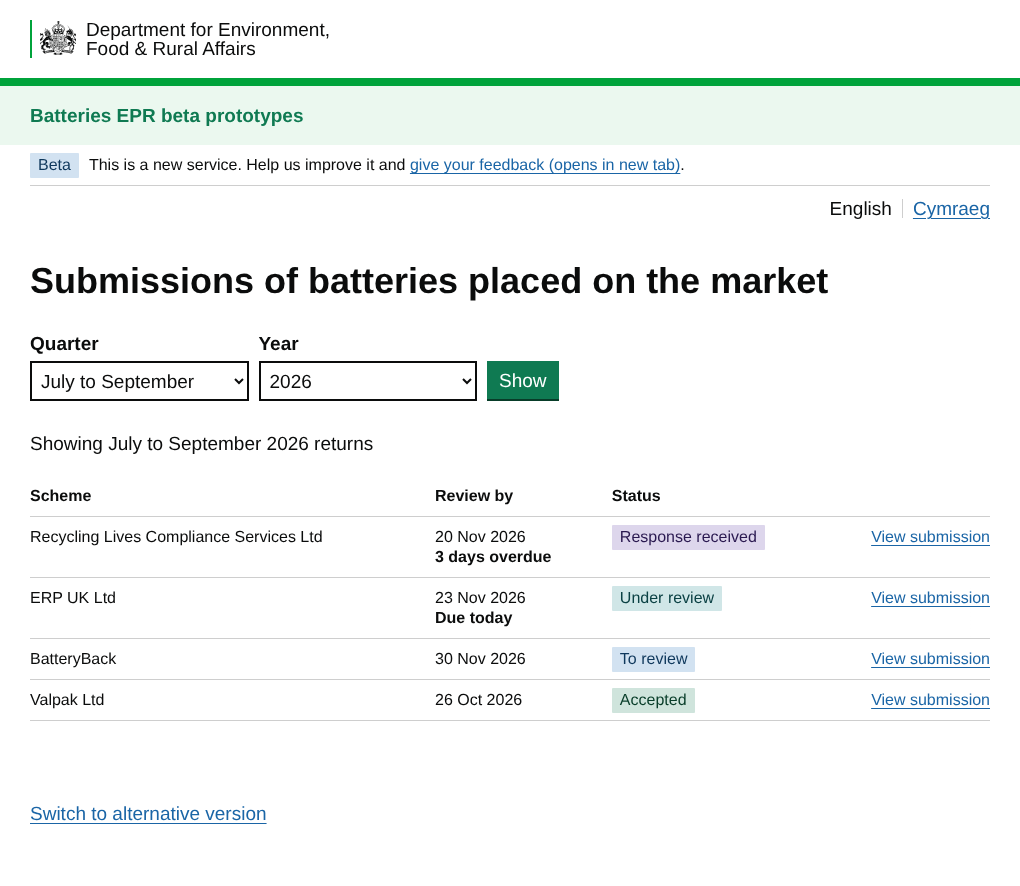 Department for Environment,
Food & Rural Affairs
Batteries EPR beta prototypes
Beta This is a new service. Help us improve it and give your feedback (opens in new tab).
English Cymraeg
Submissions of batteries placed on the market
Quarter Year
July to September 2026 Show
Showing July to September 2026 returns
Scheme Review by Status
Recycling Lives Compliance Services Ltd 20 Nov 2026 Response received View submission
3 days overdue
ERP UK Ltd 23 Nov 2026 Under review View submission
Due today
BatteryBack 30 Nov 2026 To review View submission
Valpak Ltd 26 Oct 2026 Accepted View submission
Switch to alternative version